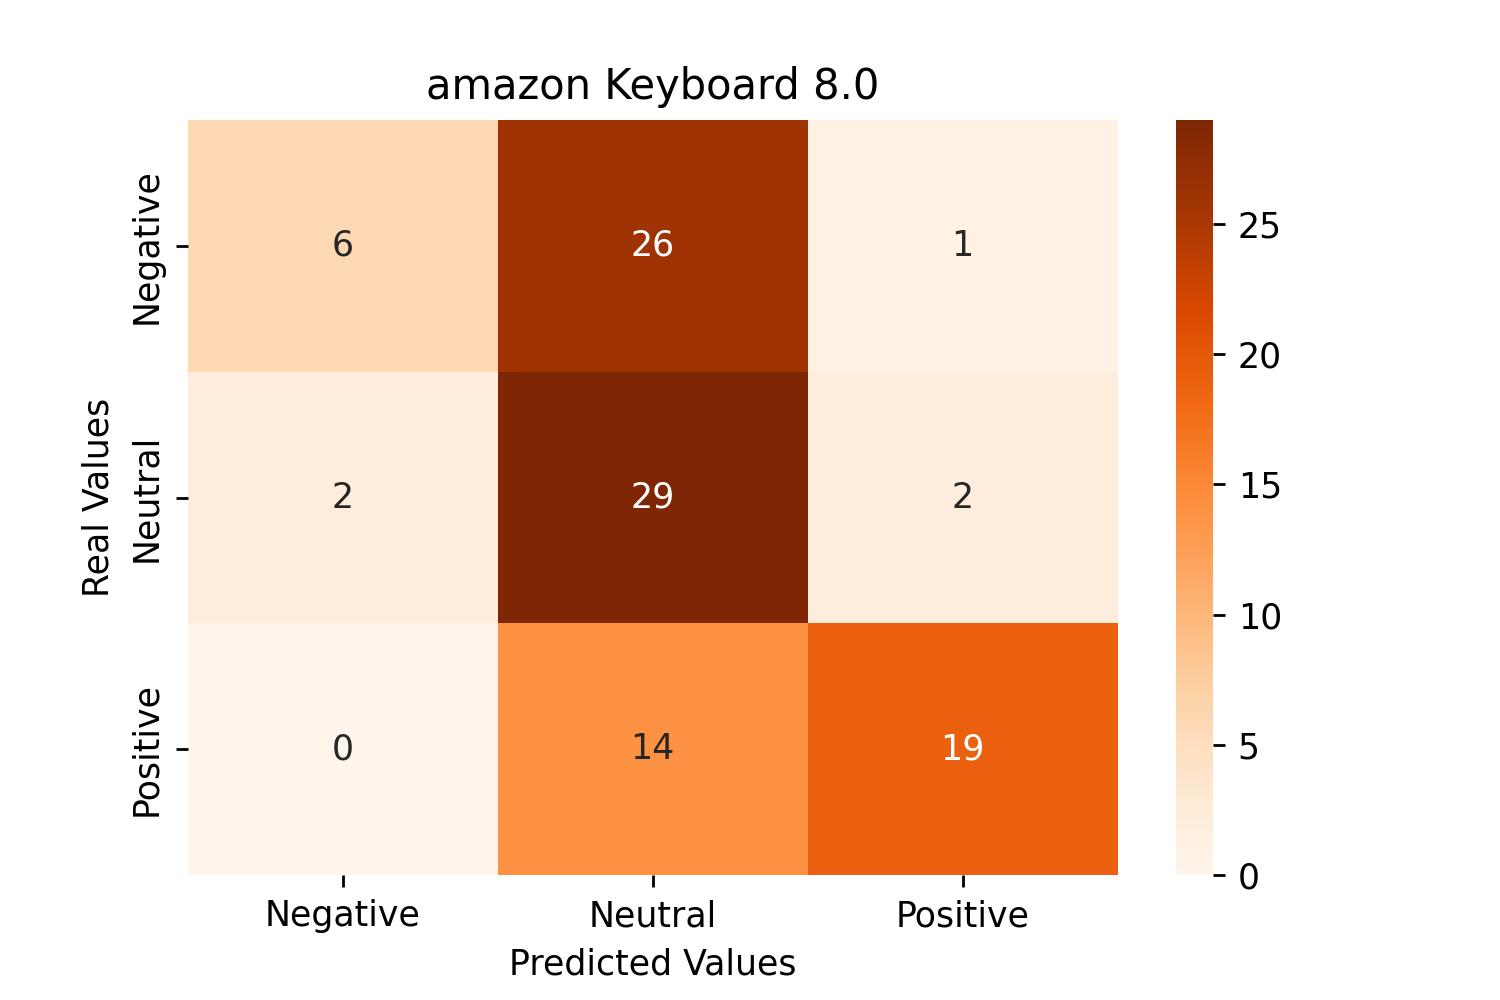 amazon Keyboard 8.0
Real Values
Negative
6 26 1
Neutral
2 29 2
Positive
0 14 19
Negative Neutral Positive
Predicted Values
25
20
15
10
5
0